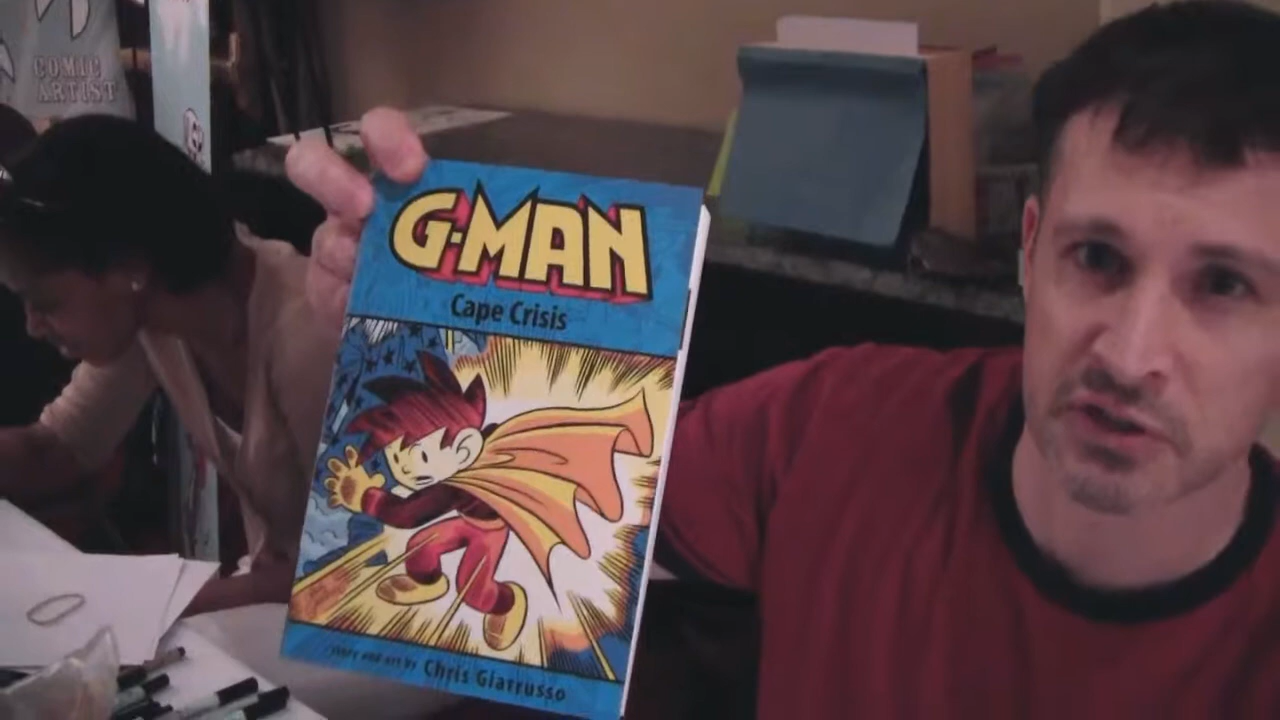 COMIC
ARTIST
G-MAN
Cape Crisis
story and art by Chris Giarrusso